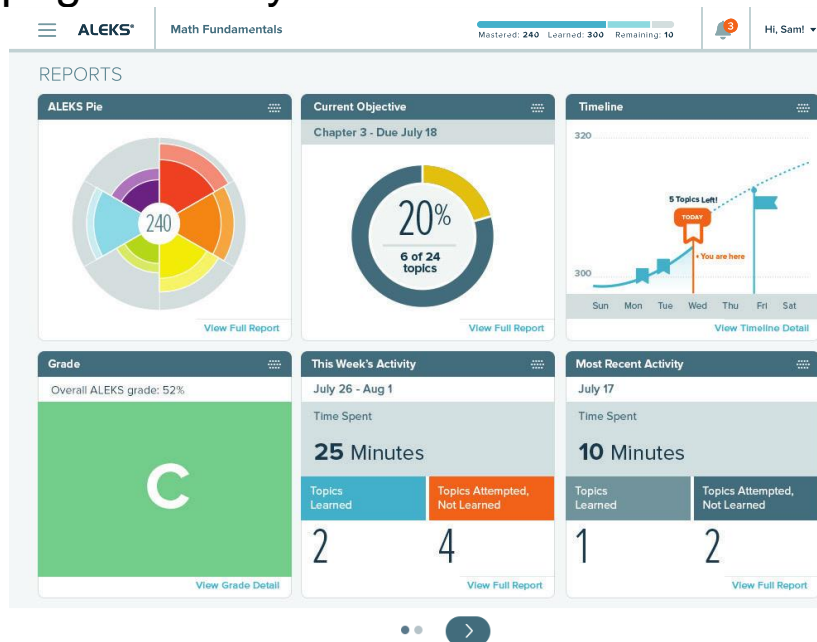 ALEKS®
Math Fundamentals
Mastered: 240 Learned: 300 Remaining: 10
3
Hi, Sam!
REPORTS
ALEKS Pie
240
View Full Report
Current Objective
Chapter 3 - Due July 18
20%
6 of 24
topics
View Full Report
Timeline
320
5 Topics Left!
TODAY
• You are here
300
Sun Mon Tue Wed Thu Fri Sat
View Timeline Detail
Grade
Overall ALEKS grade: 52%
C
View Grade Detail
This Week's Activity
July 26 - Aug 1
Time Spent
25 Minutes
Topics
Learned
Topics Attempted,
Not Learned
2
4
View Full Report
Most Recent Activity
July 17
Time Spent
10 Minutes
Topics
Learned
Topics Attempted,
Not Learned
1
2
View Full Report